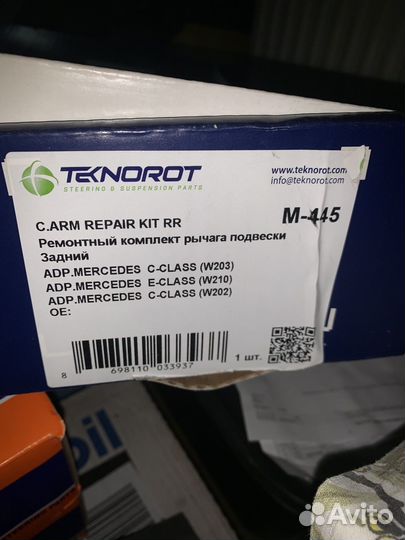 TEKNOROT
STEERING & SUSPENSION PARTS
www.teknorot.com
info@teknorot.com
C.ARM REPAIR KIT RR
M-445
Ремонтный комплект рычага подвески
Задний
ADP.MERCEDES C-CLASS (W203)
ADP.MERCEDES E-CLASS (W210)
ADP.MERCEDES C-CLASS (W202)
OE:
1 шт.
8 698110 033937
bil
Avito